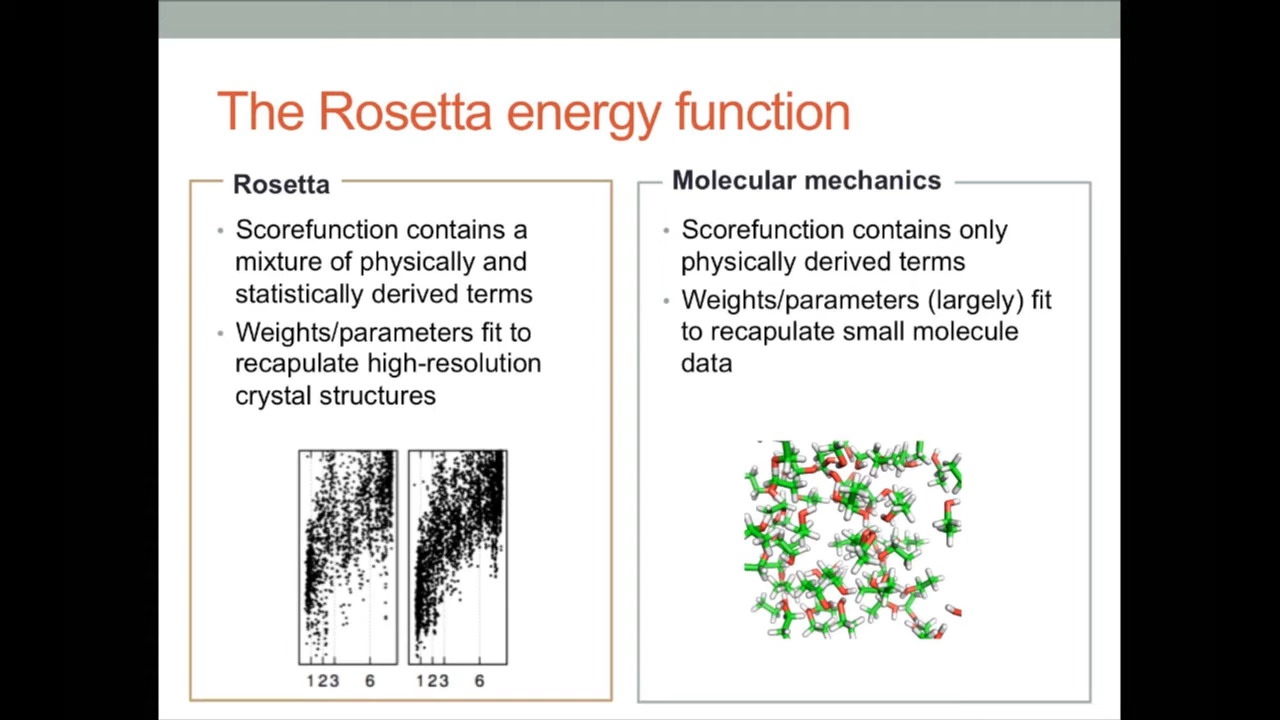 The Rosetta energy function
Rosetta
• Scorefunction contains a
mixture of physically and
statistically derived terms
• Weights/parameters fit to
recapulate high-resolution
crystal structures
1 2 3 6
1 2 3 6
Molecular mechanics
• Scorefunction contains only
physically derived terms
• Weights/parameters (largely) fit
to recapulate small molecule
data